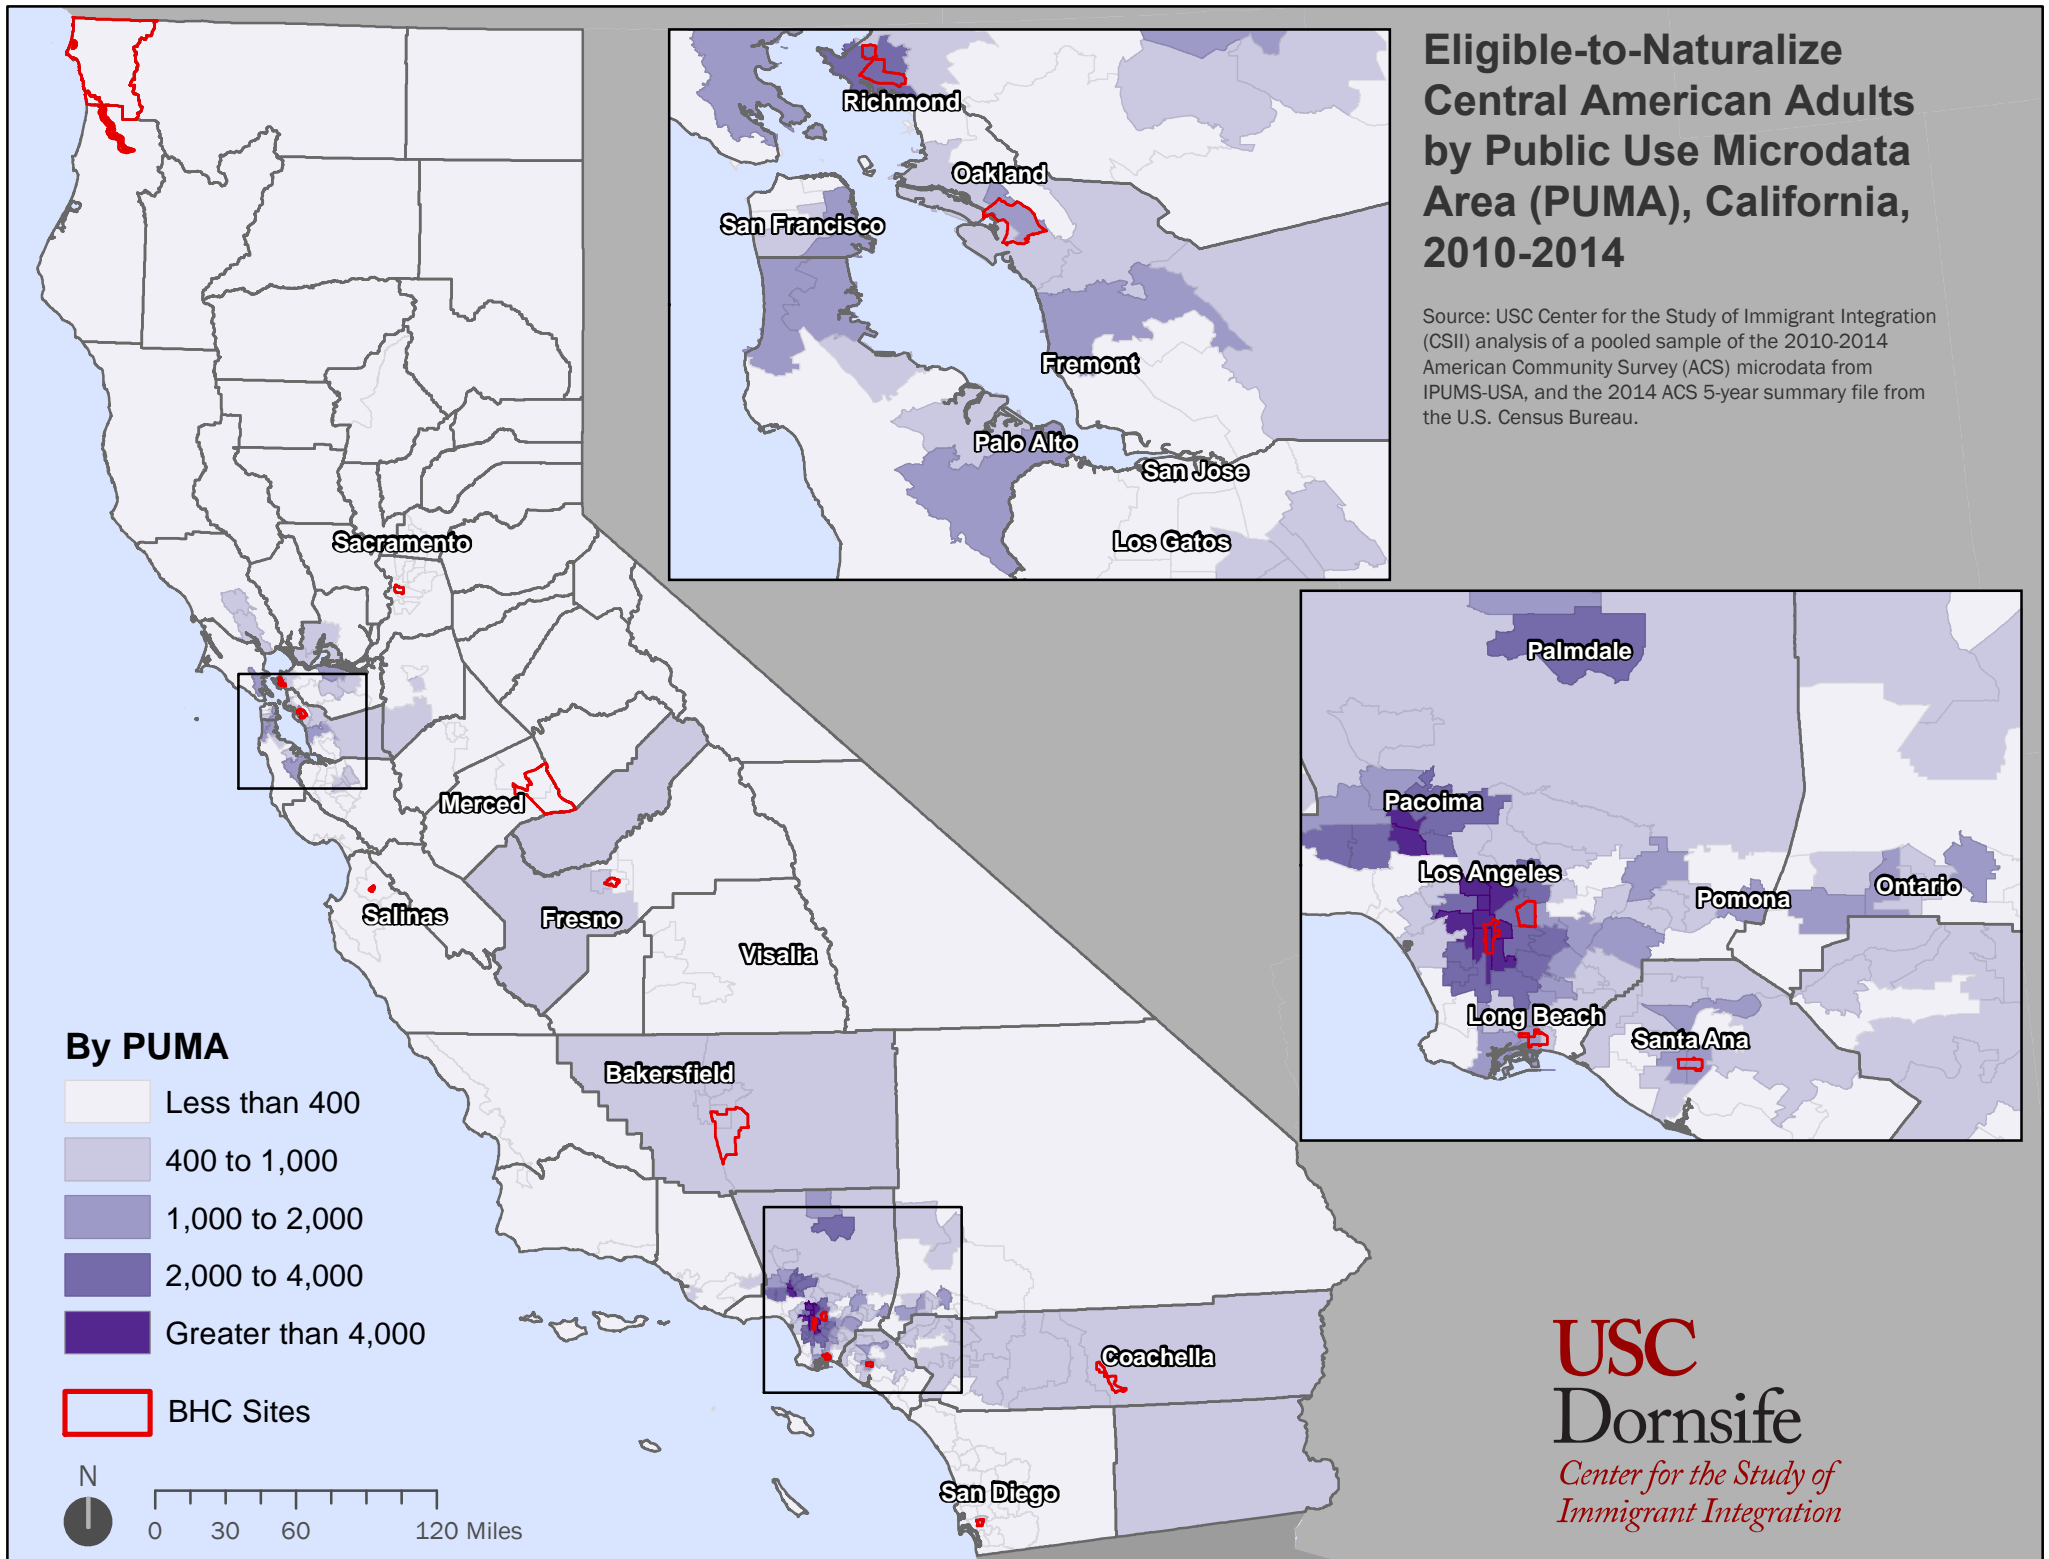 Eligible-to-Naturalize
Central American Adults
by Public Use Microdata
Area (PUMA), California,
2010-2014
Source: USC Center for the Study of Immigrant Integration
(CSII) analysis of a pooled sample of the 2010-2014
American Community Survey (ACS) microdata from
IPUMS-USA, and the 2014 ACS 5-year summary file from
the U.S. Census Bureau.
Richmond
Oakland
San Francisco
Fremont
Palo Alto
San Jose
Los Gatos
Sacramento
Merced
Salinas
Fresno
Visalia
Bakersfield
Coachella
San Diego
Palmdale
Pacoima
Los Angeles
Pomona
Ontario
Long Beach
Santa Ana
By PUMA
Less than 400
400 to 1,000
1,000 to 2,000
2,000 to 4,000
Greater than 4,000
BHC Sites
N
0 30 60 120 Miles
USC
Dornsife
Center for the Study of
Immigrant Integration